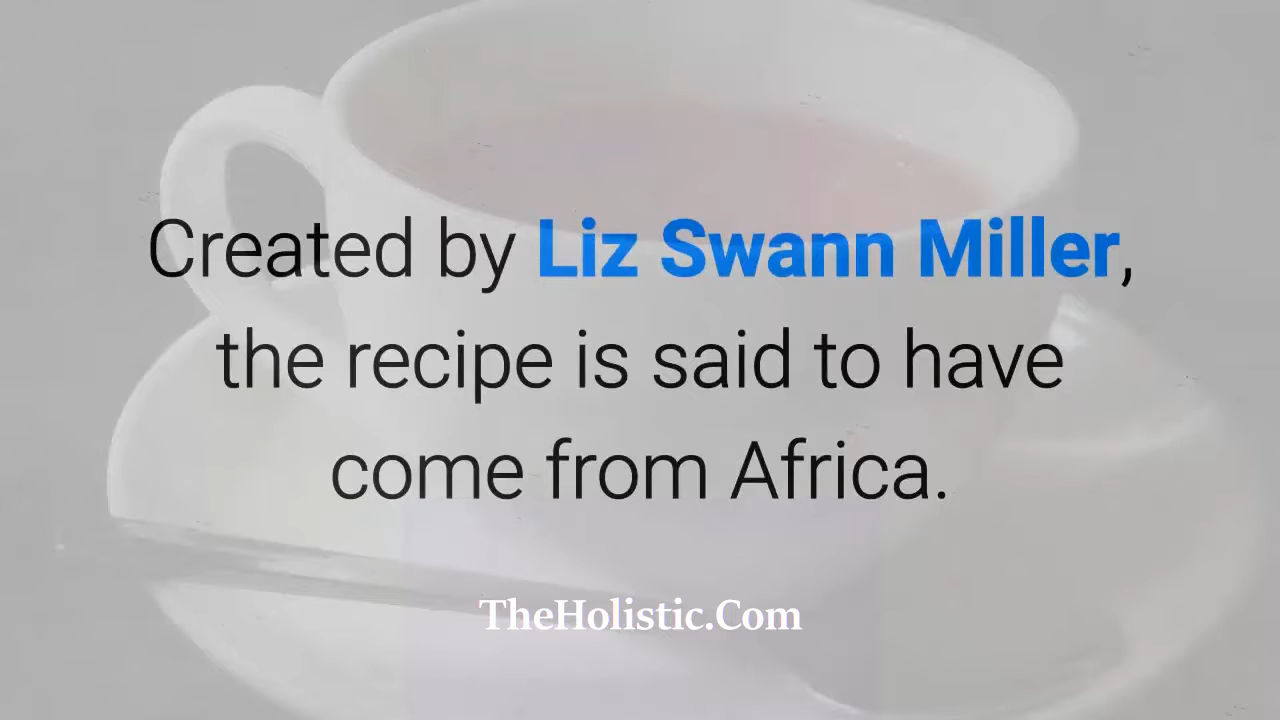 Created by Liz Swann Miller,
the recipe is said to have
come from Africa.
TheHolistic.Com